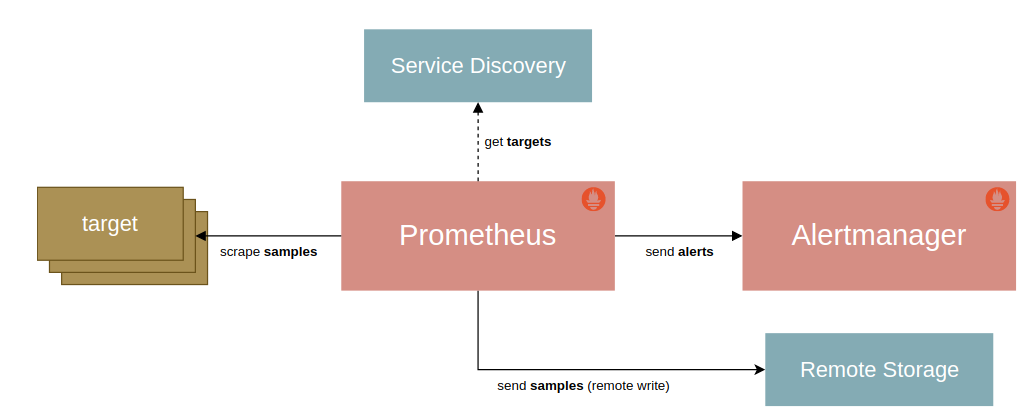 Service Discovery
get targets
target
Prometheus
Alertmanager
scrape samples
send alerts
Remote Storage
send samples (remote write)